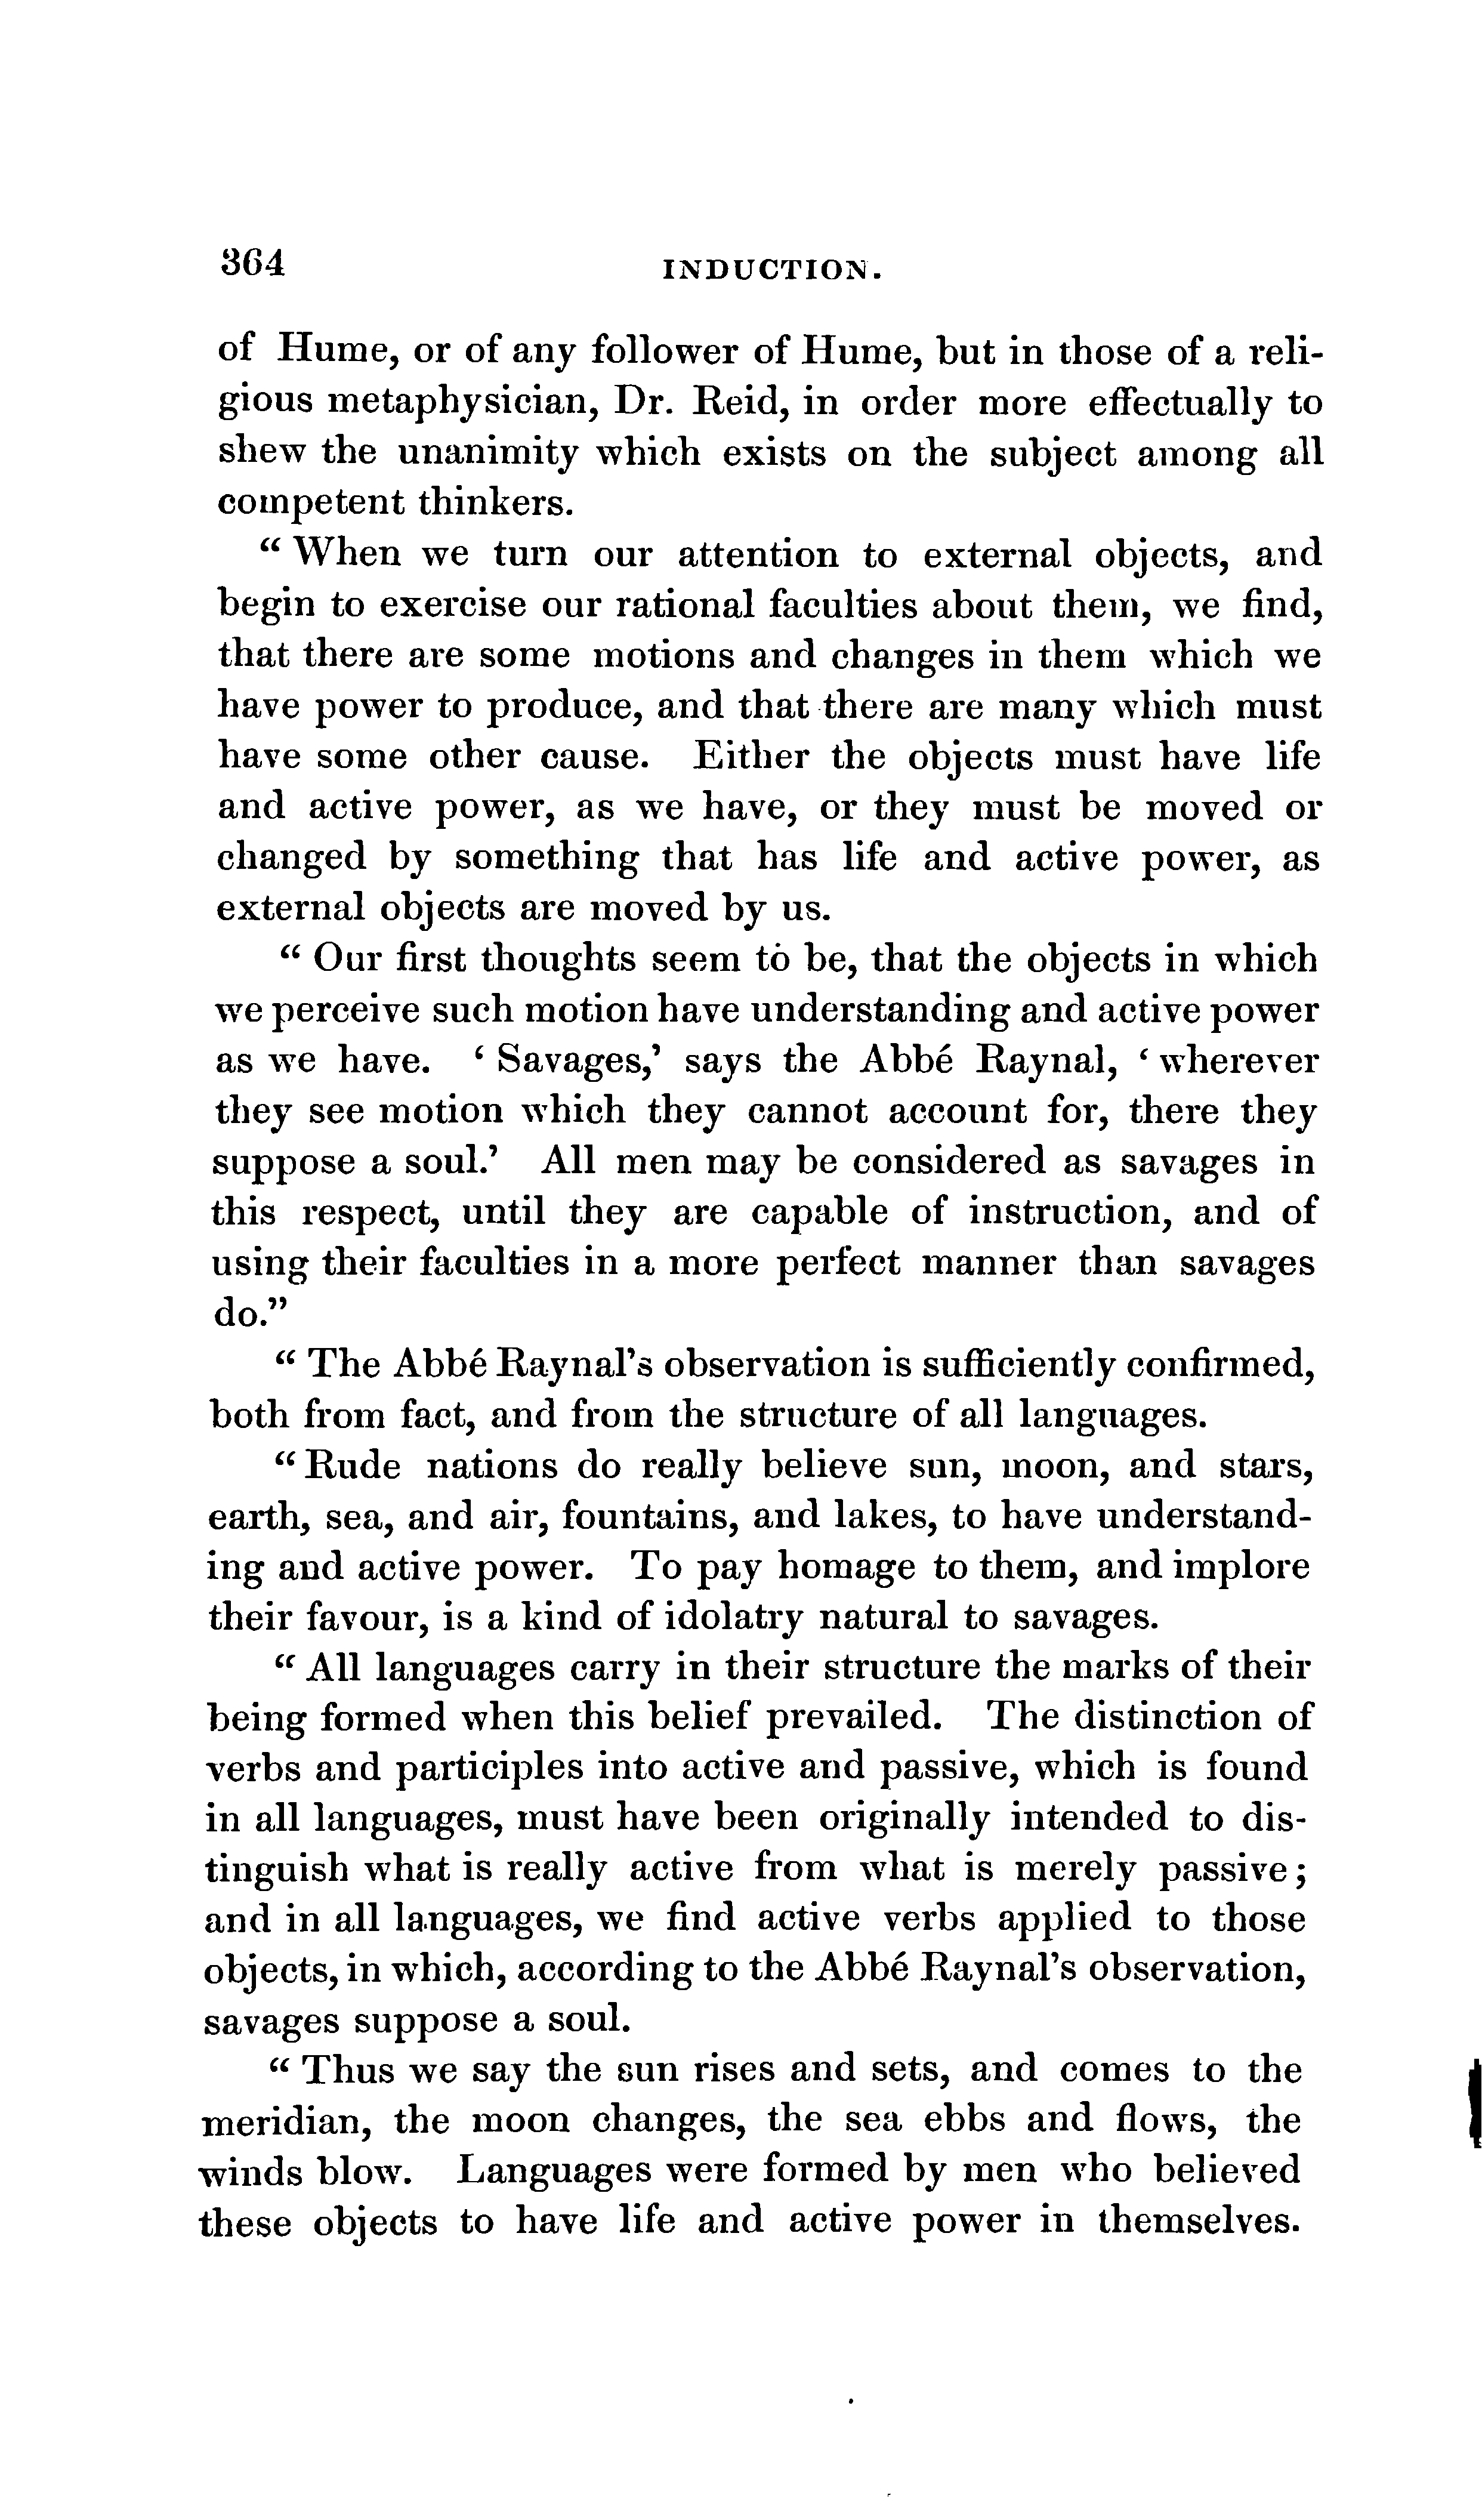 364 INDUCTION.
of Hume, or of any follower of Hume, but in those of a reli-
gious metaphysician, Dr. Reid, in order more effectually to
shew the unanimity which exists on the subject among all
competent thinkers.
“ When we turn our attention to external objects, and
begin to exercise our rational faculties about them, we find,
that there are some motions and changes in them which we
have power to produce, and that there are many which must
have some other cause. Either the objects must have life
and active power, as we have, or they must be moved or
changed by something that has life and active power, as
external objects are moved by us.
“ Our first thoughts seem to be, that the objects in which
we perceive such motion have understanding and active power
as we have. ‘ Savages,’ says the Abbé Raynal, ‘ wherever
they see motion which they cannot account for, there they
suppose a soul.’ All men may be considered as savages in
this respect, until they are capable of instruction, and of
using their faculties in a more perfect manner than savages
do.”
“ The Abbé Raynal’s observation is sufficiently confirmed,
both from fact, and from the structure of all languages.
“ Rude nations do really believe sun, moon, and stars,
earth, sea, and air, fountains, and lakes, to have understand-
ing and active power. To pay homage to them, and implore
their favour, is a kind of idolatry natural to savages.
“ All languages carry in their structure the marks of their
being formed when this belief prevailed. The distinction of
verbs and participles into active and passive, which is found
in all languages, must have been originally intended to dis-
tinguish what is really active from what is merely passive;
and in all languages, we find active verbs applied to those
objects, in which, according to the Abbé Raynal’s observation,
savages suppose a soul.
“ Thus we say the sun rises and sets, and comes to the
meridian, the moon changes, the sea ebbs and flows, the
winds blow. Languages were formed by men who believed
these objects to have life and active power in themselves.